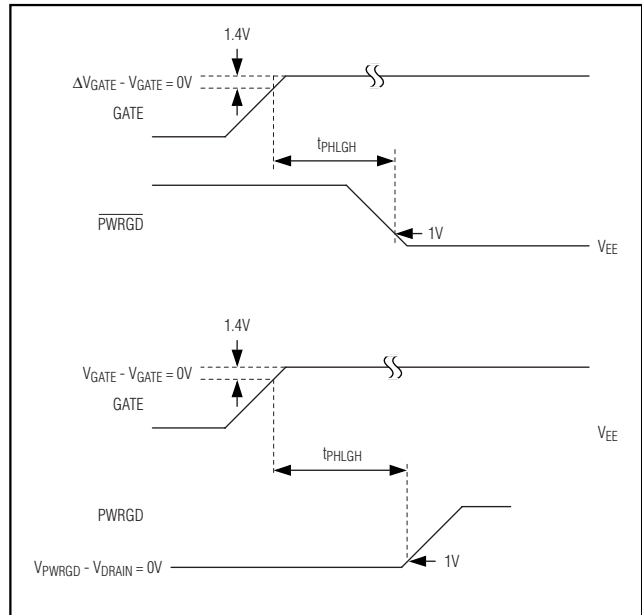 1.4V
ΔVGATE - VGATE = 0V
GATE
tPHLGH
PWRGD
1V
VEE
1.4V
VGATE - VGATE = 0V
GATE
VEE
tPHLGH
PWRGD
1V
VPWRGD - VDRAIN = 0V